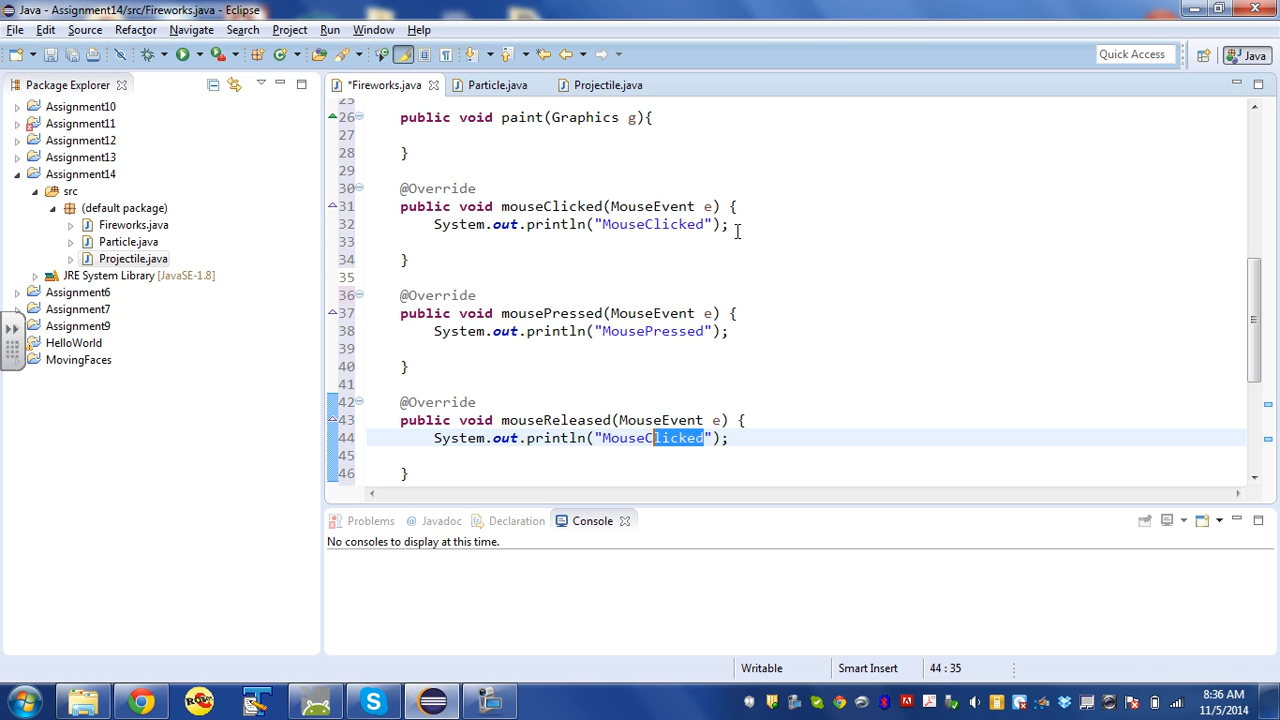 Java - Assignment14/src/Fireworks.java - Eclipse
File Edit Source Refactor Navigate Search Project Run Window Help
Quick Access
Java
Package Explorer
*Fireworks.java
Particle.java
Projectile.java
Assignment10
Assignment11
Assignment12
Assignment13
Assignment14
src
(default package)
Fireworks.java
Particle.java
Projectile.java
JRE System Library [JavaSE-1.8]
Assignment6
Assignment7
Assignment9
HelloWorld
MovingFaces
25
26 public void paint(Graphics g){
27
28 }
29
30 @Override
31 public void mouseClicked(MouseEvent e) {
32 System.out.println("MouseClicked");
33
34 }
35
36 @Override
37 public void mousePressed(MouseEvent e) {
38 System.out.println("MousePressed");
39
40 }
41
42 @Override
43 public void mouseReleased(MouseEvent e) {
44 System.out.println("MouseClicked");
45
46 }
Problems @ Javadoc Declaration Console
No consoles to display at this time.
Writable Smart Insert 44 : 35
8:36 AM
11/5/2014